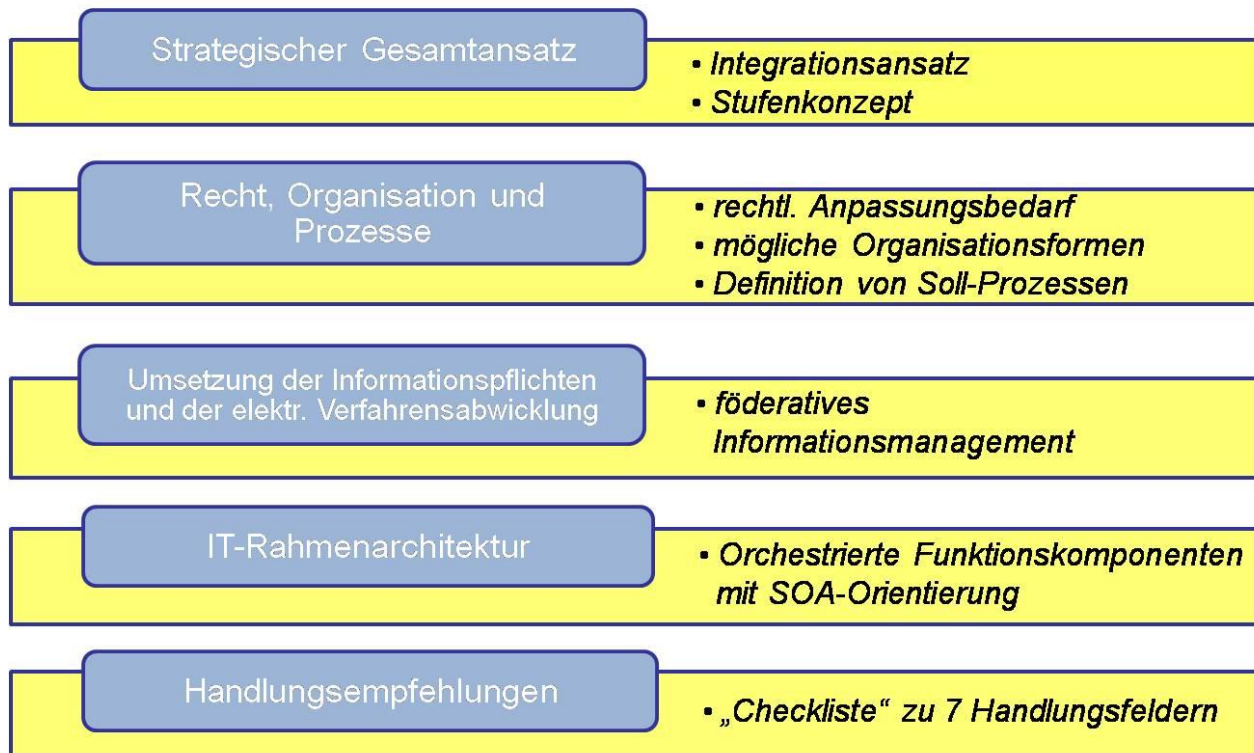 Strategischer Gesamtansatz
▪ Integrationsansatz
▪ Stufenkonzept
Recht, Organisation und
Prozesse
▪ rechtl. Anpassungsbedarf
▪ mögliche Organisationsformen
▪ Definition von Soll-Prozessen
Umsetzung der Informationspflichten
und der elektr. Verfahrensabwicklung
▪ föderatives
Informationsmanagement
IT-Rahmenarchitektur
▪ Orchestrierte Funktionskomponenten
mit SOA-Orientierung
Handlungsempfehlungen
▪ „Checkliste“ zu 7 Handlungsfeldern